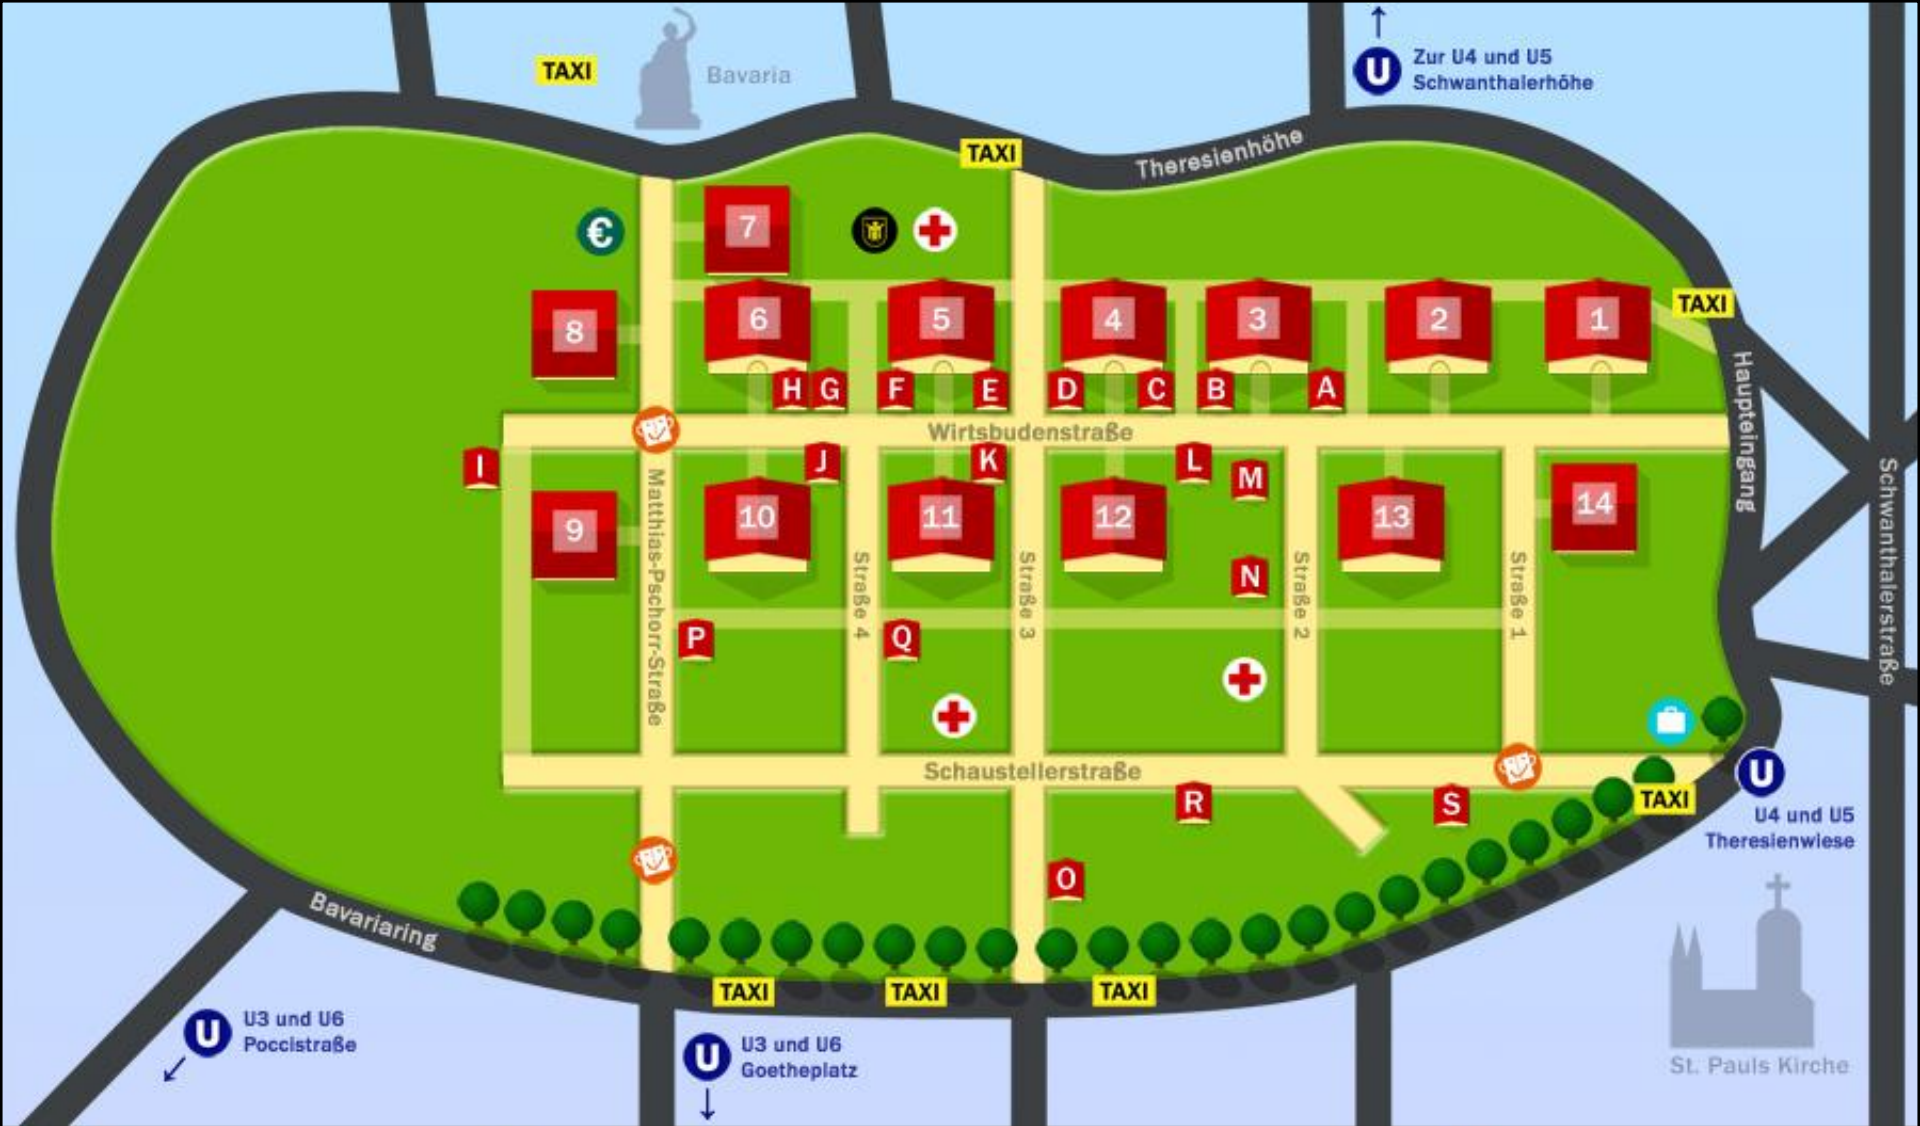 TAXI
Bavaria
U
Zur U4 und U5
Schwanthalerhöhe
TAXI
Theresienhöhe
€
7
TAXI
8
6
5
4
3
2
1
H
G
F
E
D
C
B
A
Haupteingang
Wirtsbudenstraße
I
J
K
L
M
9
10
11
12
13
14
Matthias-Pschorr-Straße
Straße 4
Straße 3
Straße 2
Straße 1
Schwanthalerstraße
N
P
Q
Schaustellerstraße
R
S
TAXI
U
U4 und U5
Theresienwiese
O
Bavariaring
TAXI
TAXI
TAXI
U
U3 und U6
Poccistraße
U
U3 und U6
Goetheplatz
St. Pauls Kirche